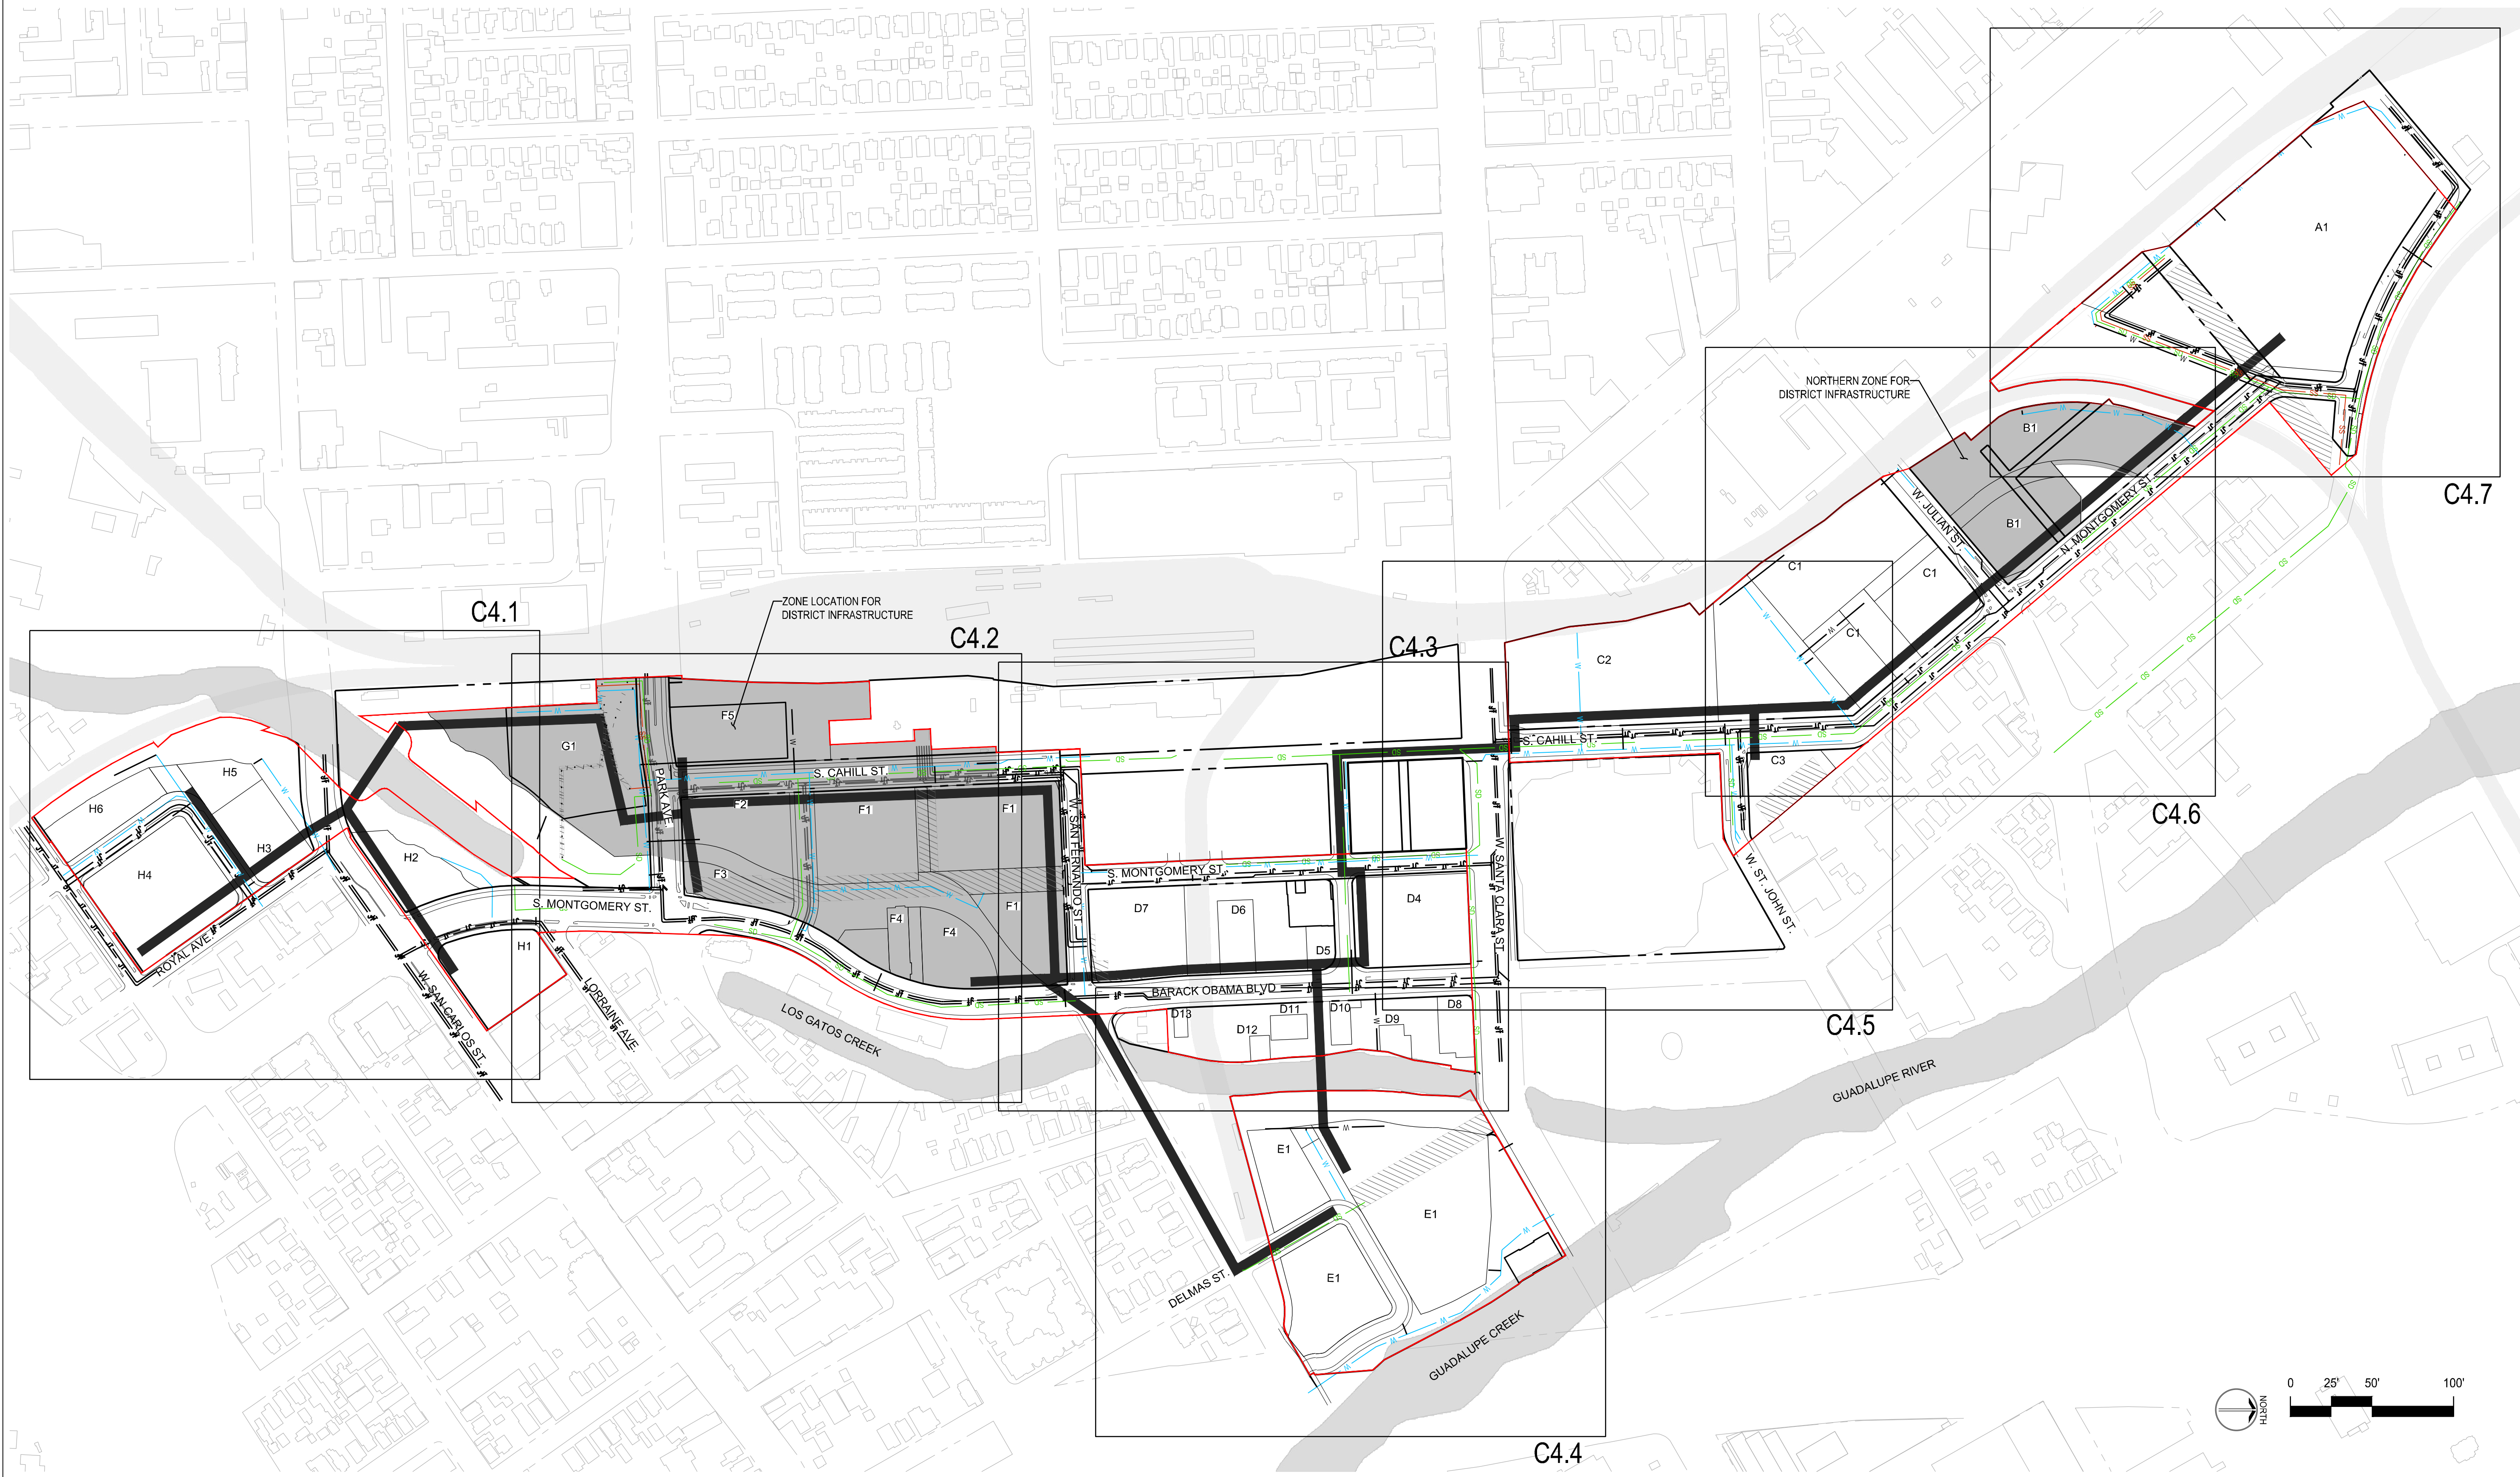 C4.7
A1
NORTHERN ZONE FOR
DISTRICT INFRASTRUCTURE
B1
B1
W. JULIAN ST.
N. MONTGOMERY ST.
C4.6
C1
C1
C1
C2
C3
S. CAHILL ST.
W. ST. JOHN ST.
C4.5
C4.1
C4.2
C4.3
ZONE LOCATION FOR
DISTRICT INFRASTRUCTURE
F5
G1
PARK AVE.
S. CAHILL ST.
F2
F1
F1
F3
F4
F4
F1
W. SAN FERNANDO ST.
H5
H6
H3
H4
H2
H1
ROYAL AVE.
S. MONTGOMERY ST.
W. SAN CARLOS ST.
LORRAINE AVE.
LOS GATOS CREEK
S. MONTGOMERY ST.
D7
D6
D5
D4
W. SANTA CLARA ST.
BARACK OBAMA BLVD
D13
D12
D11
D10
D9
D8
E1
E1
E1
DELMAS ST.
GUADALUPE CREEK
GUADALUPE RIVER
C4.4
NORTH
0 25' 50' 100'
W
SD
SS